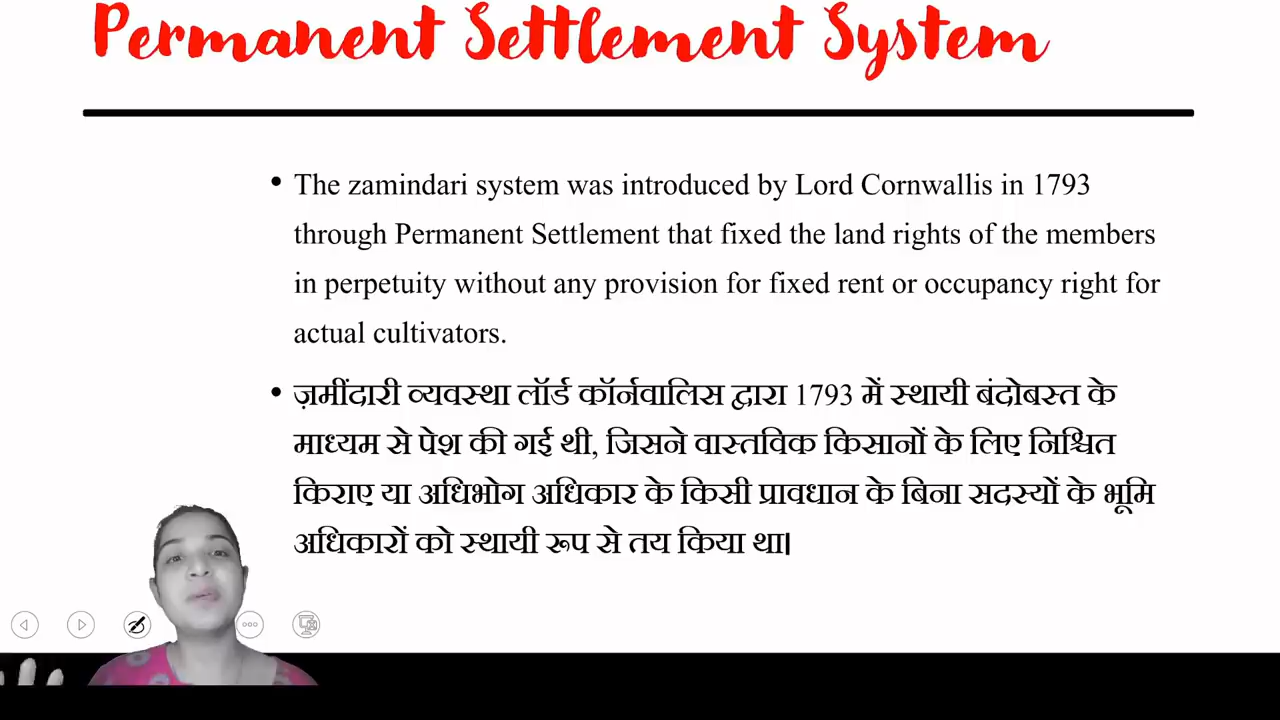 Permanent Settlement System
• The zamindari system was introduced by Lord Cornwallis in 1793
through Permanent Settlement that fixed the land rights of the members
in perpetuity without any provision for fixed rent or occupancy right for
actual cultivators.
• ज़मींदारी व्यवस्था लॉर्ड कॉर्नवालिस द्वारा 1793 में स्थायी बंदोबस्त के
माध्यम से पेश की गई थी, जिसने वास्तविक किसानों के लिए निश्चित
किराए या अधिभोग अधिकार के किसी प्रावधान के बिना सदस्यों के भूमि
अधिकारों को स्थायी रूप से तय किया था।